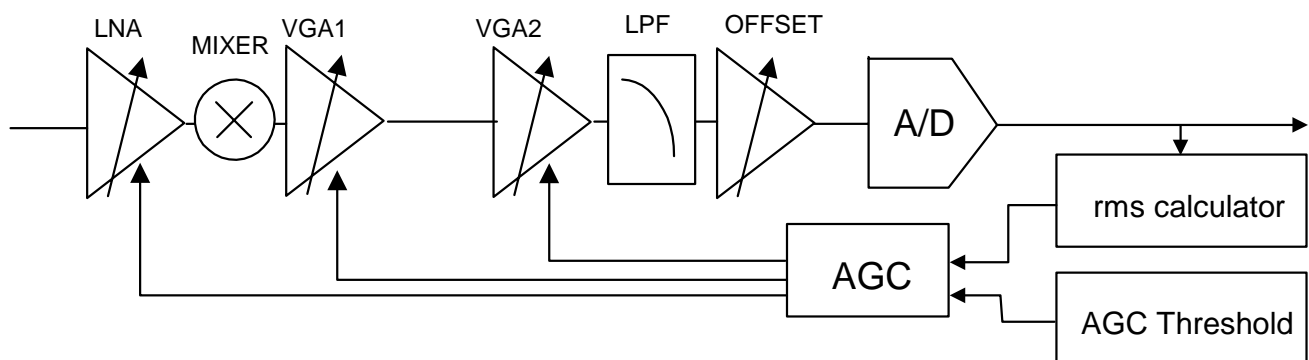 LNA
MIXER
VGA1
VGA2
LPF
OFFSET
A/D
rms calculator
AGC
AGC Threshold